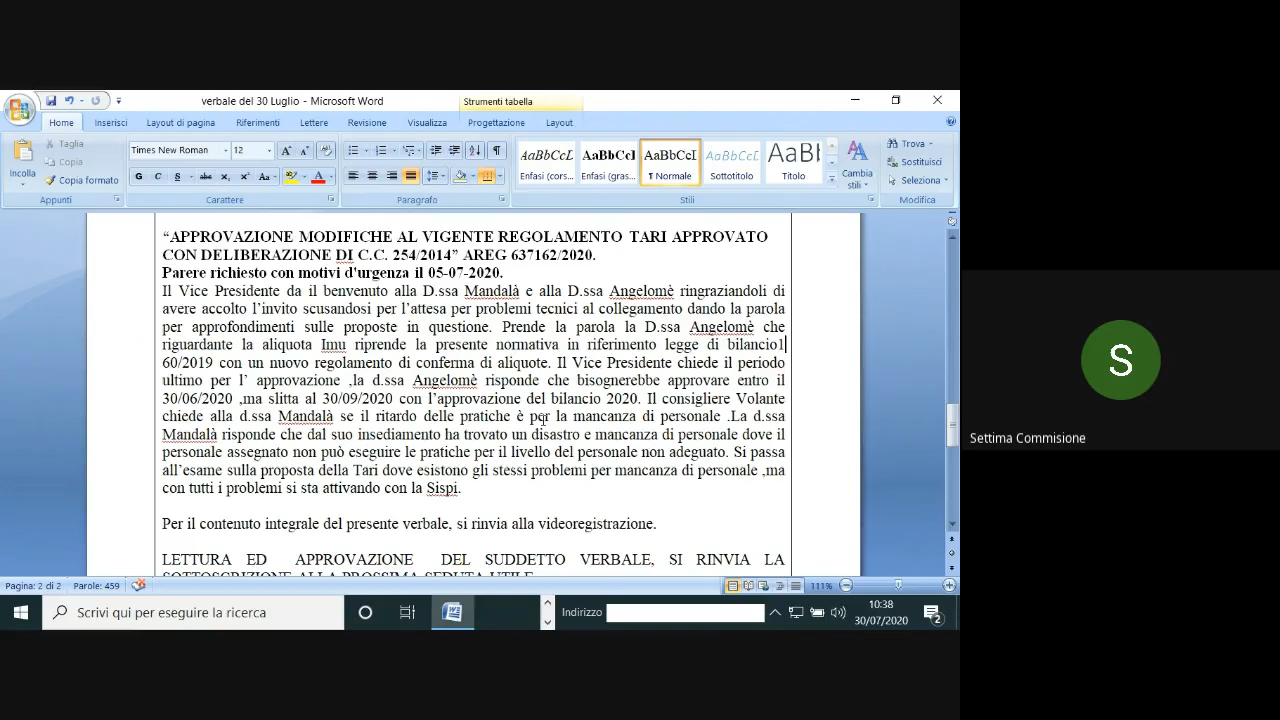 verbale del 30 Luglio - Microsoft Word
Strumenti tabella
Home Inserisci Layout di pagina Riferimenti Lettere Revisione Visualizza Progettazione Layout
Incolla
Taglia
Copia
Copia formato
Appunti
Times New Roman 12
Carattere
Paragrafo
AaBbCcL AaBbCcl AaBbCcI AaBbCcL AaBb
Enfasi (cors... Enfasi (gras... ¶ Normale Sottotitolo Titolo
Cambia
stili
Stili
Trova
Sostituisci
Seleziona
Modifica
“APPROVAZIONE MODIFICHE AL VIGENTE REGOLAMENTO TARI APPROVATO
CON DELIBERAZIONE DI C.C. 254/2014” AREG 637162/2020.
Parere richiesto con motivi d'urgenza il 05-07-2020.
Il Vice Presidente da il benvenuto alla D.ssa Mandalà e alla D.ssa Angelomè ringraziandoli di
avere accolto l’invito scusandosi per l’attesa per problemi tecnici al collegamento dando la parola
per approfondimenti sulle proposte in questione. Prende la parola la D.ssa Angelomè che
riguardante la aliquota Imu riprende la presente normativa in riferimento legge di bilancio1
60/2019 con un nuovo regolamento di conferma di aliquote. Il Vice Presidente chiede il periodo
ultimo per l’ approvazione ,la d.ssa Angelomè risponde che bisognerebbe approvare entro il
30/06/2020 ,ma slitta al 30/09/2020 con l’approvazione del bilancio 2020. Il consigliere Volante
chiede alla d.ssa Mandalà se il ritardo delle pratiche è per la mancanza di personale .La d.ssa
Mandalà risponde che dal suo insediamento ha trovato un disastro e mancanza di personale dove il
personale assegnato non può eseguire le pratiche per il livello del personale non adeguato. Si passa
all’esame sulla proposta della Tari dove esistono gli stessi problemi per mancanza di personale ,ma
con tutti i problemi si sta attivando con la Sispi.
Per il contenuto integrale del presente verbale, si rinvia alla videoregistrazione.
LETTURA ED APPROVAZIONE DEL SUDDETTO VERBALE, SI RINVIA LA
SOTTOSCRIZIONE ALLA PROSSIMA SEDUTA UTILE
Pagina: 2 di 2 Parole: 459 111%
Scrivi qui per eseguire la ricerca
Indirizzo
10:38
30/07/2020
2
S
Settima Commisione